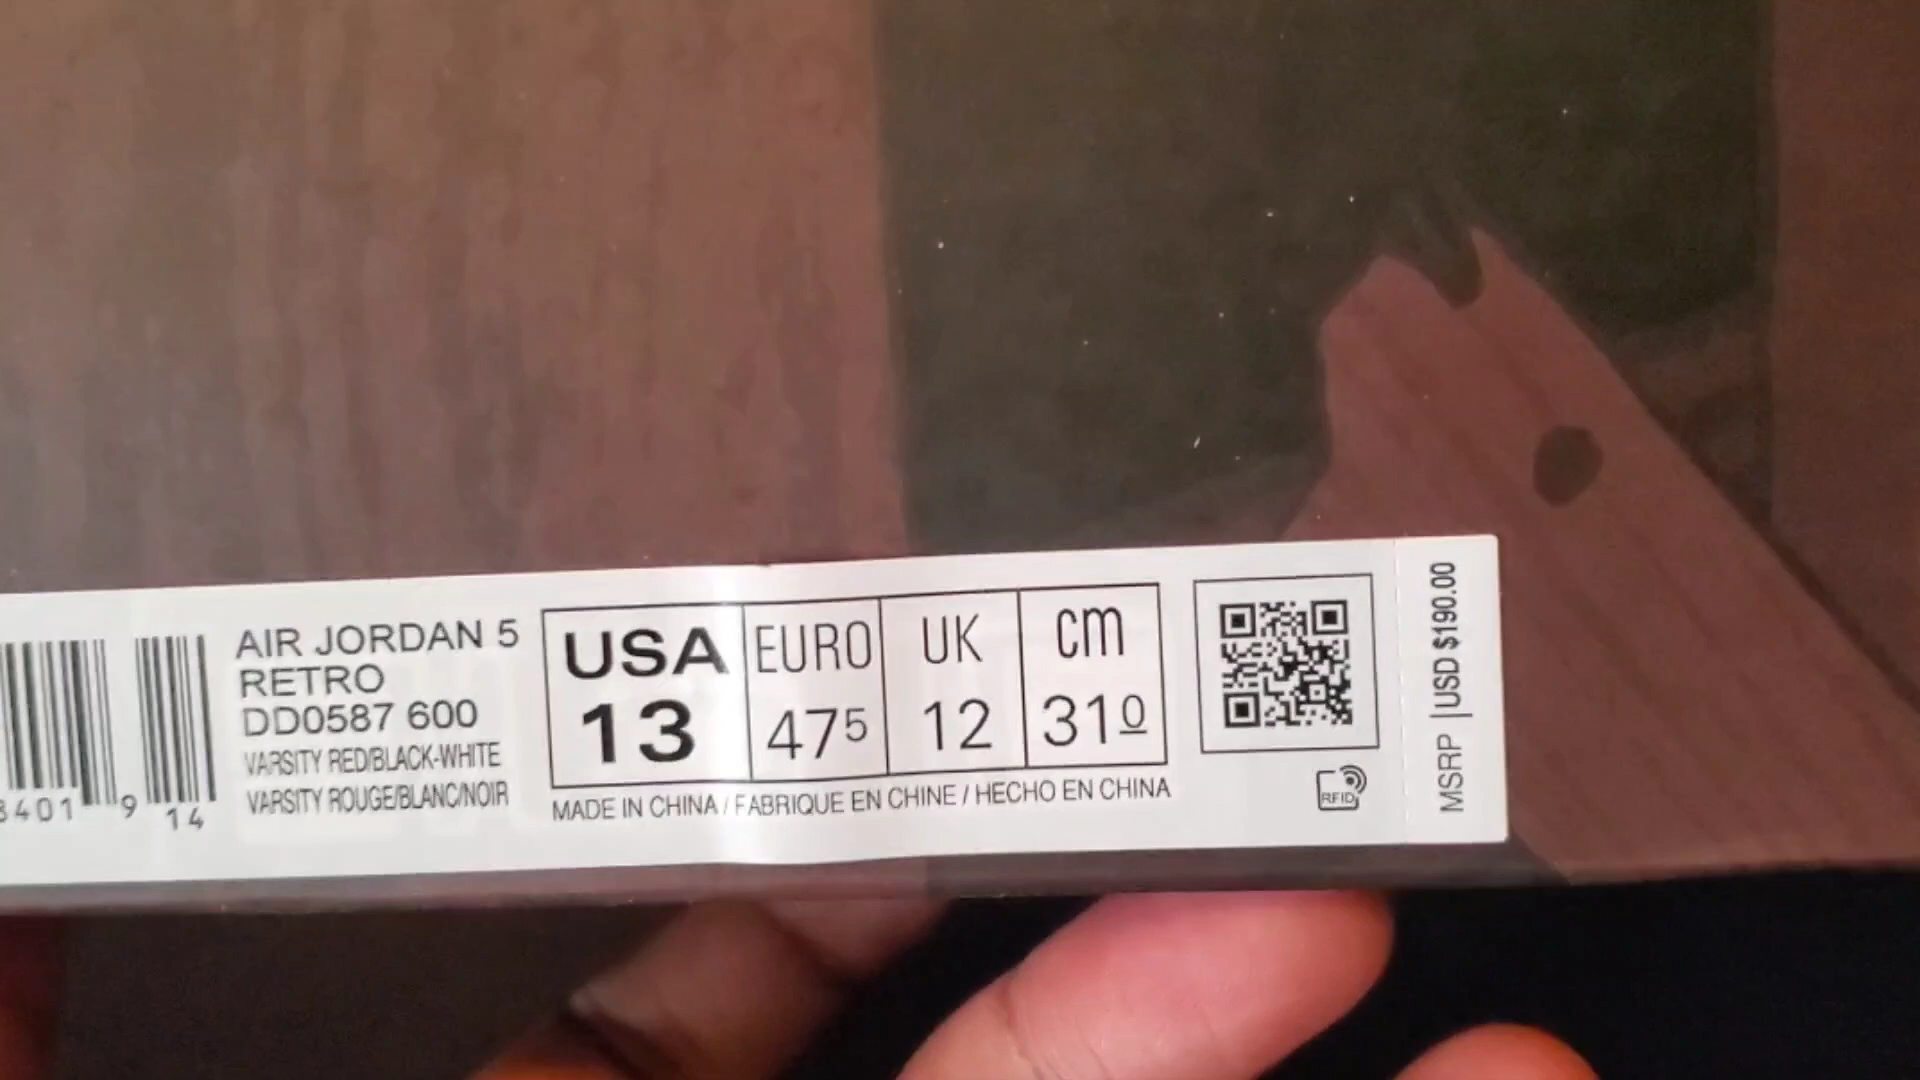 AIR JORDAN 5
RETRO
DD0587 600
VARSITY RED/BLACK-WHITE
VARSITY ROUGE/BLANC/NOIR
8401 9 14
USA EURO UK cm
13 475 12 310
MADE IN CHINA / FABRIQUE EN CHINE / HECHO EN CHINA
RFID
MSRP |USD $190.00